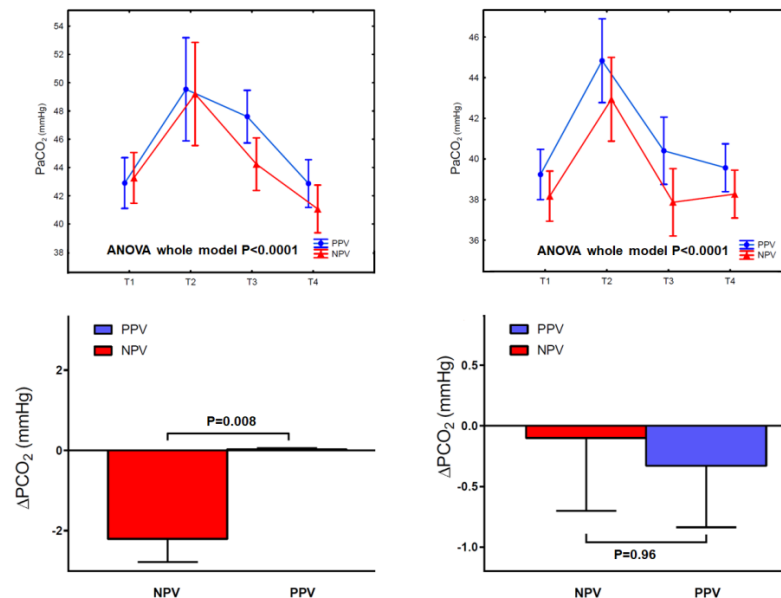 54
52
50
48
46
44
42
40
38
PaCO₂ (mmHg)
ANOVA whole model P<0.0001
PPV
NPV
T1 T2 T3 T4
46
44
42
40
38
36
PaCO₂ (mmHg)
ANOVA whole model P<0.0001
PPV
NPV
T1 T2 T3 T4
PPV
NPV
2
0
-2
ΔPCO₂ (mmHg)
P=0.008
NPV PPV
PPV
NPV
0.5
0.0
-0.5
-1.0
ΔPCO₂ (mmHg)
P=0.96
NPV PPV